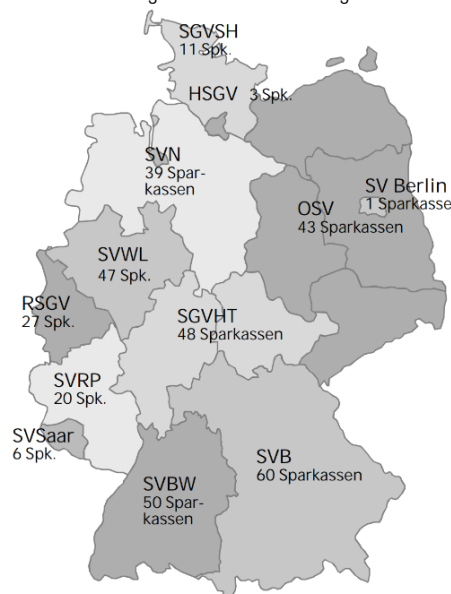 SGVSH
11 Spk.
HSGV 3 Spk.
SVN
39 Spar-
kassen
SV Berlin
1 Sparkasse
OSV
43 Sparkassen
SVWL
47 Spk.
RSGV
27 Spk.
SGVHT
48 Sparkassen
SVRP
20 Spk.
SVSaar
6 Spk.
SVB
60 Sparkassen
SVBW
50 Spar-
kassen